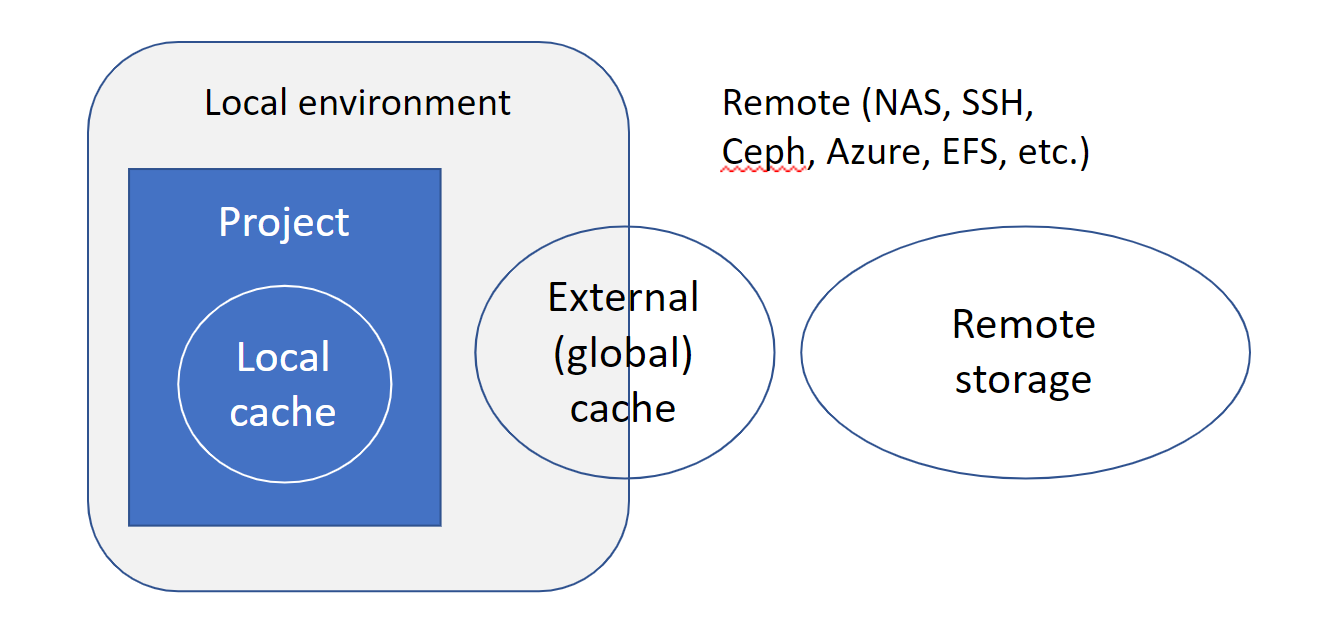 Local environment
Remote (NAS, SSH,
Ceph, Azure, EFS, etc.)
Project
Local
cache
External
(global)
cache
Remote
storage